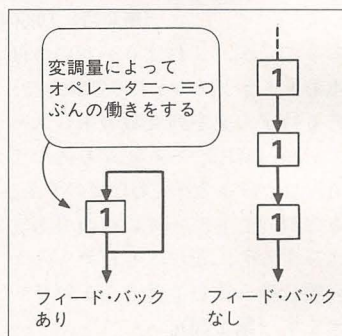 変調量によって
オペレータ二〜三つ
ぶんの働きをする
1
フィード・バック
あり
1
1
1
フィード・バック
なし